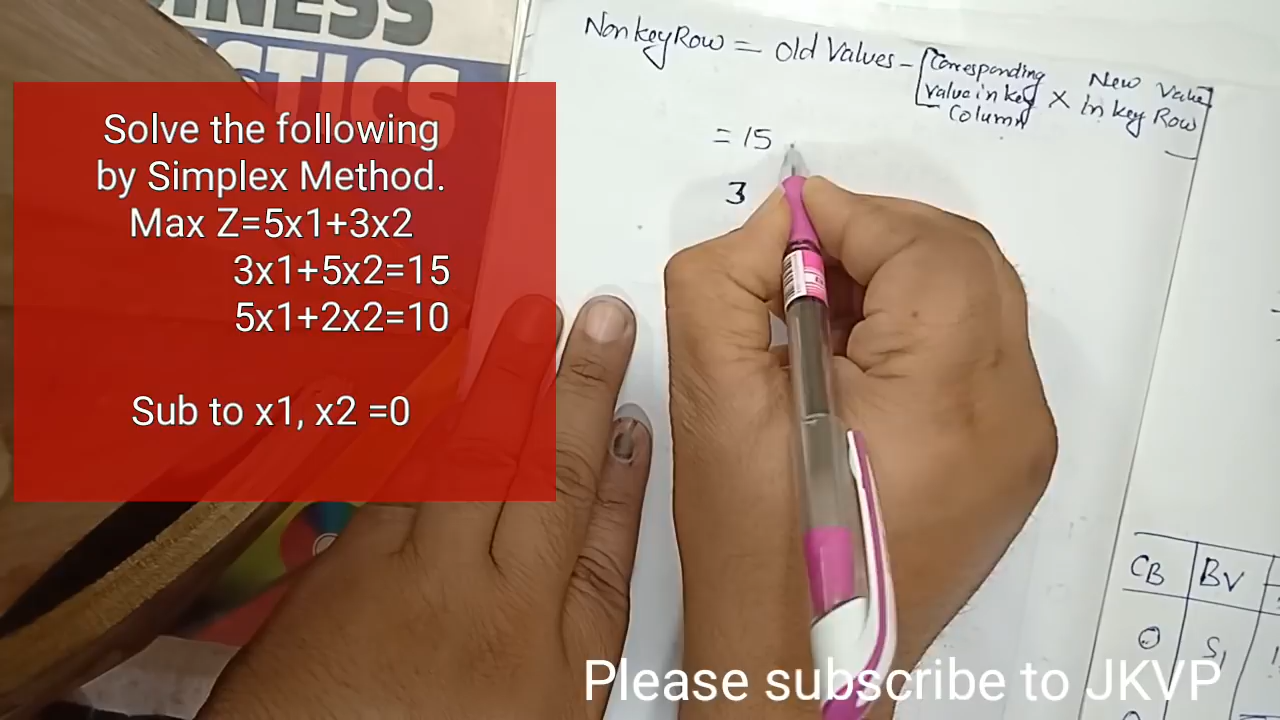 INESS
STICS
Solve the following
by Simplex Method.
Max Z=5x1+3x2
3x1+5x2=15
5x1+2x2=10
Sub to x1, x2 =0
Non key Row = Old Values - [Corresponding value in key Column × New Value in key Row]
= 15
3
CB BV
0 S1
Please subscribe to JKVP